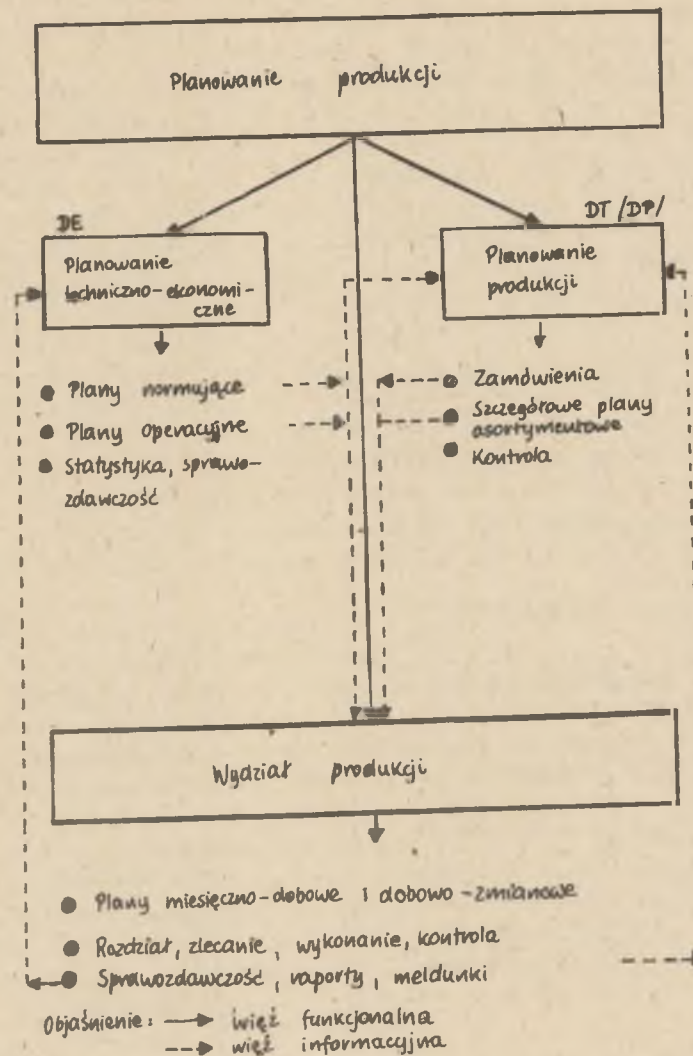 Planowanie produkcji
DE
Planowanie
techniczno-ekonomi-
czne
DT /DP/
Planowanie
produkcji
Plany normujące
Plany operacyjne
Statystyka, sprawo-
zdawczość
Zamówienia
Szczegółowe plany
asortymentowe
Kontrola
Wydział produkcji
Plany miesięczno-dobowe i dobowo-zmianowe
Rozdział, zlecanie, wykonanie, kontrola
Sprawozdawczość, raporty, meldunki
Objaśnienie: więź funkcjonalna
więź informacyjna